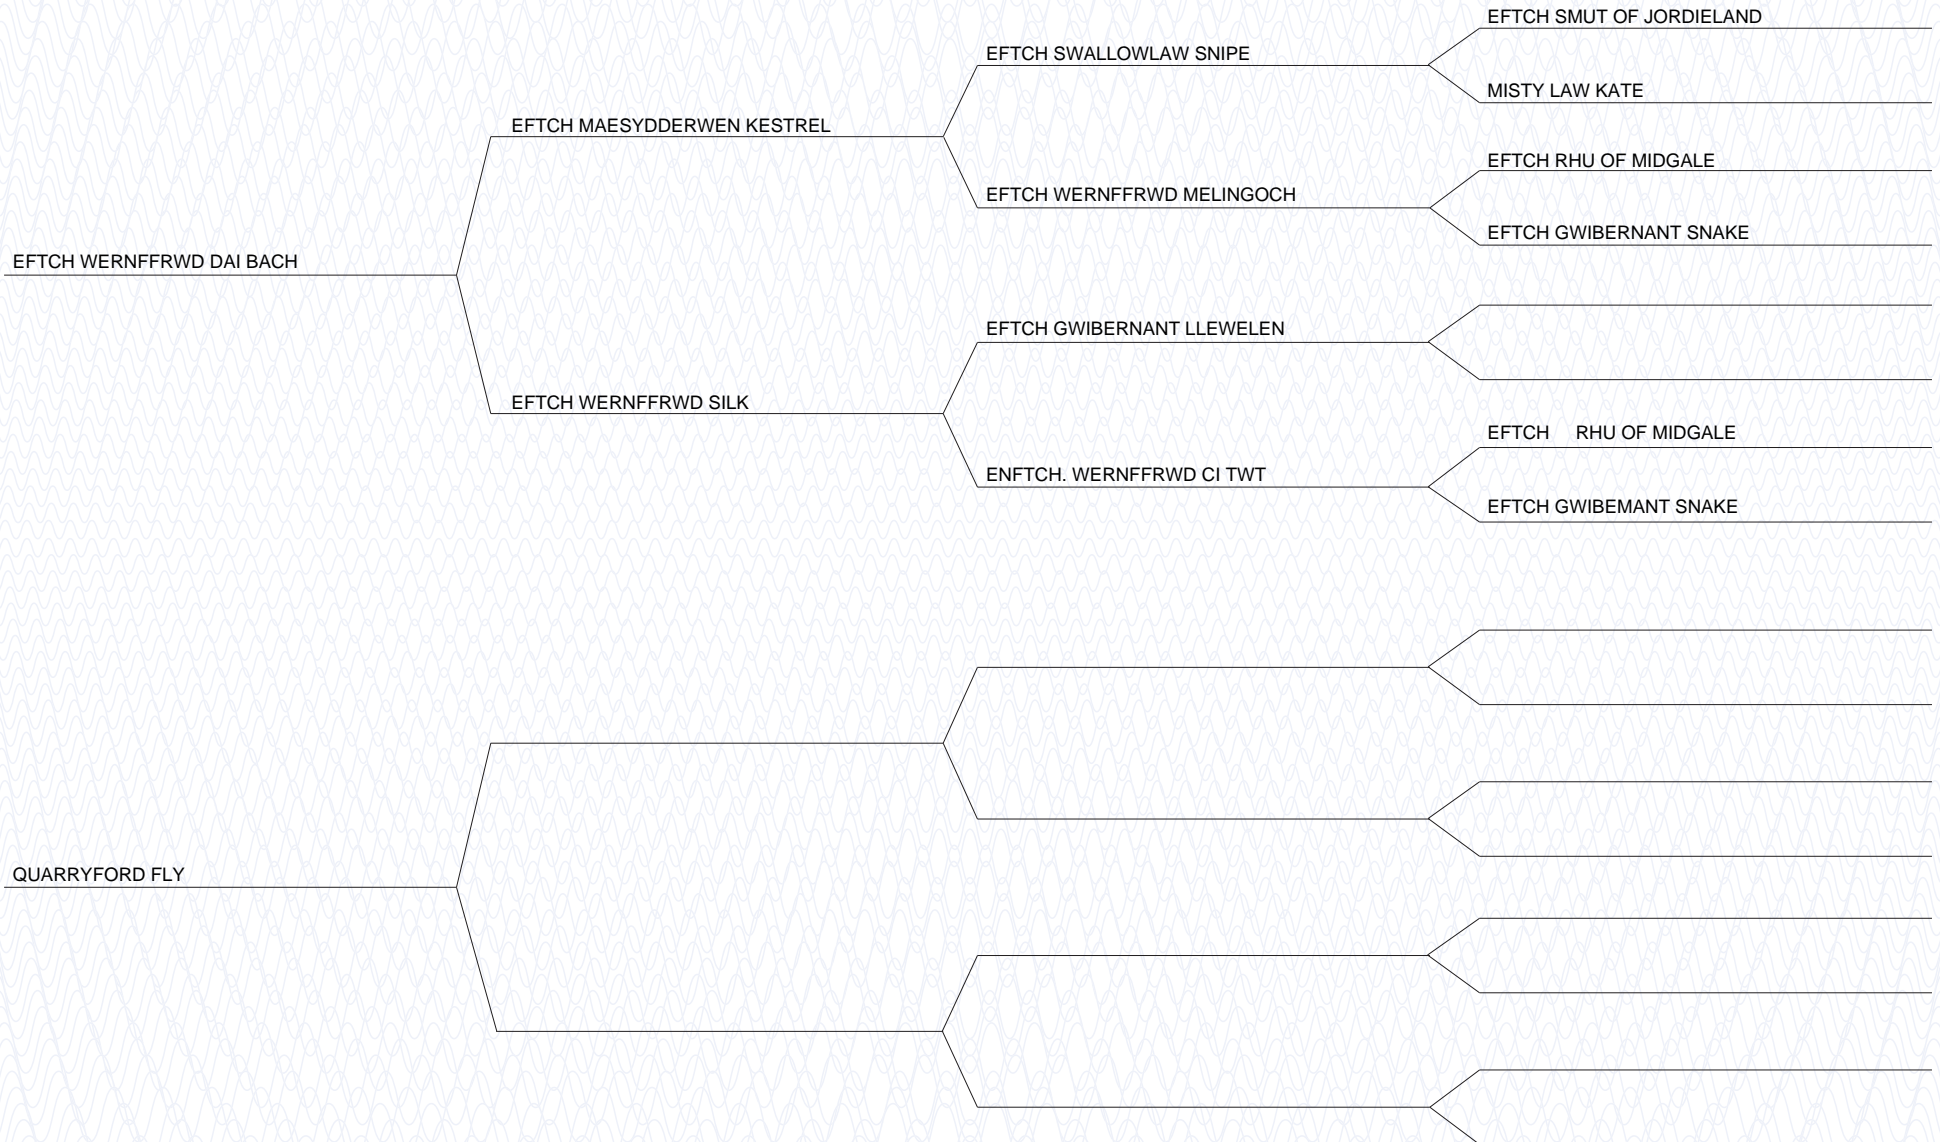 EFTCH SMUT OF JORDIELAND
EFTCH SWALLOWLAW SNIPE
MISTY LAW KATE
EFTCH MAESYDDERWEN KESTREL
EFTCH RHU OF MIDGALE
EFTCH WERNFFRWD MELINGOCH
EFTCH GWIBERNANT SNAKE
EFTCH WERNFFRWD DAI BACH
EFTCH GWIBERNANT LLEWELEN
EFTCH WERNFFRWD SILK
EFTCH RHU OF MIDGALE
ENFTCH. WERNFFRWD CI TWT
EFTCH GWIBEMANT SNAKE
QUARRYFORD FLY